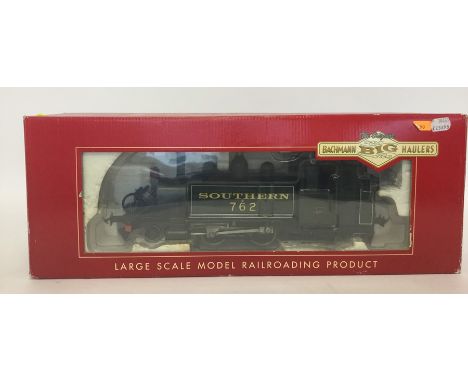 BACHMANN BIG HAULERS
SOUTHERN
762
LARGE SCALE MODEL RAILROADING PRODUCT